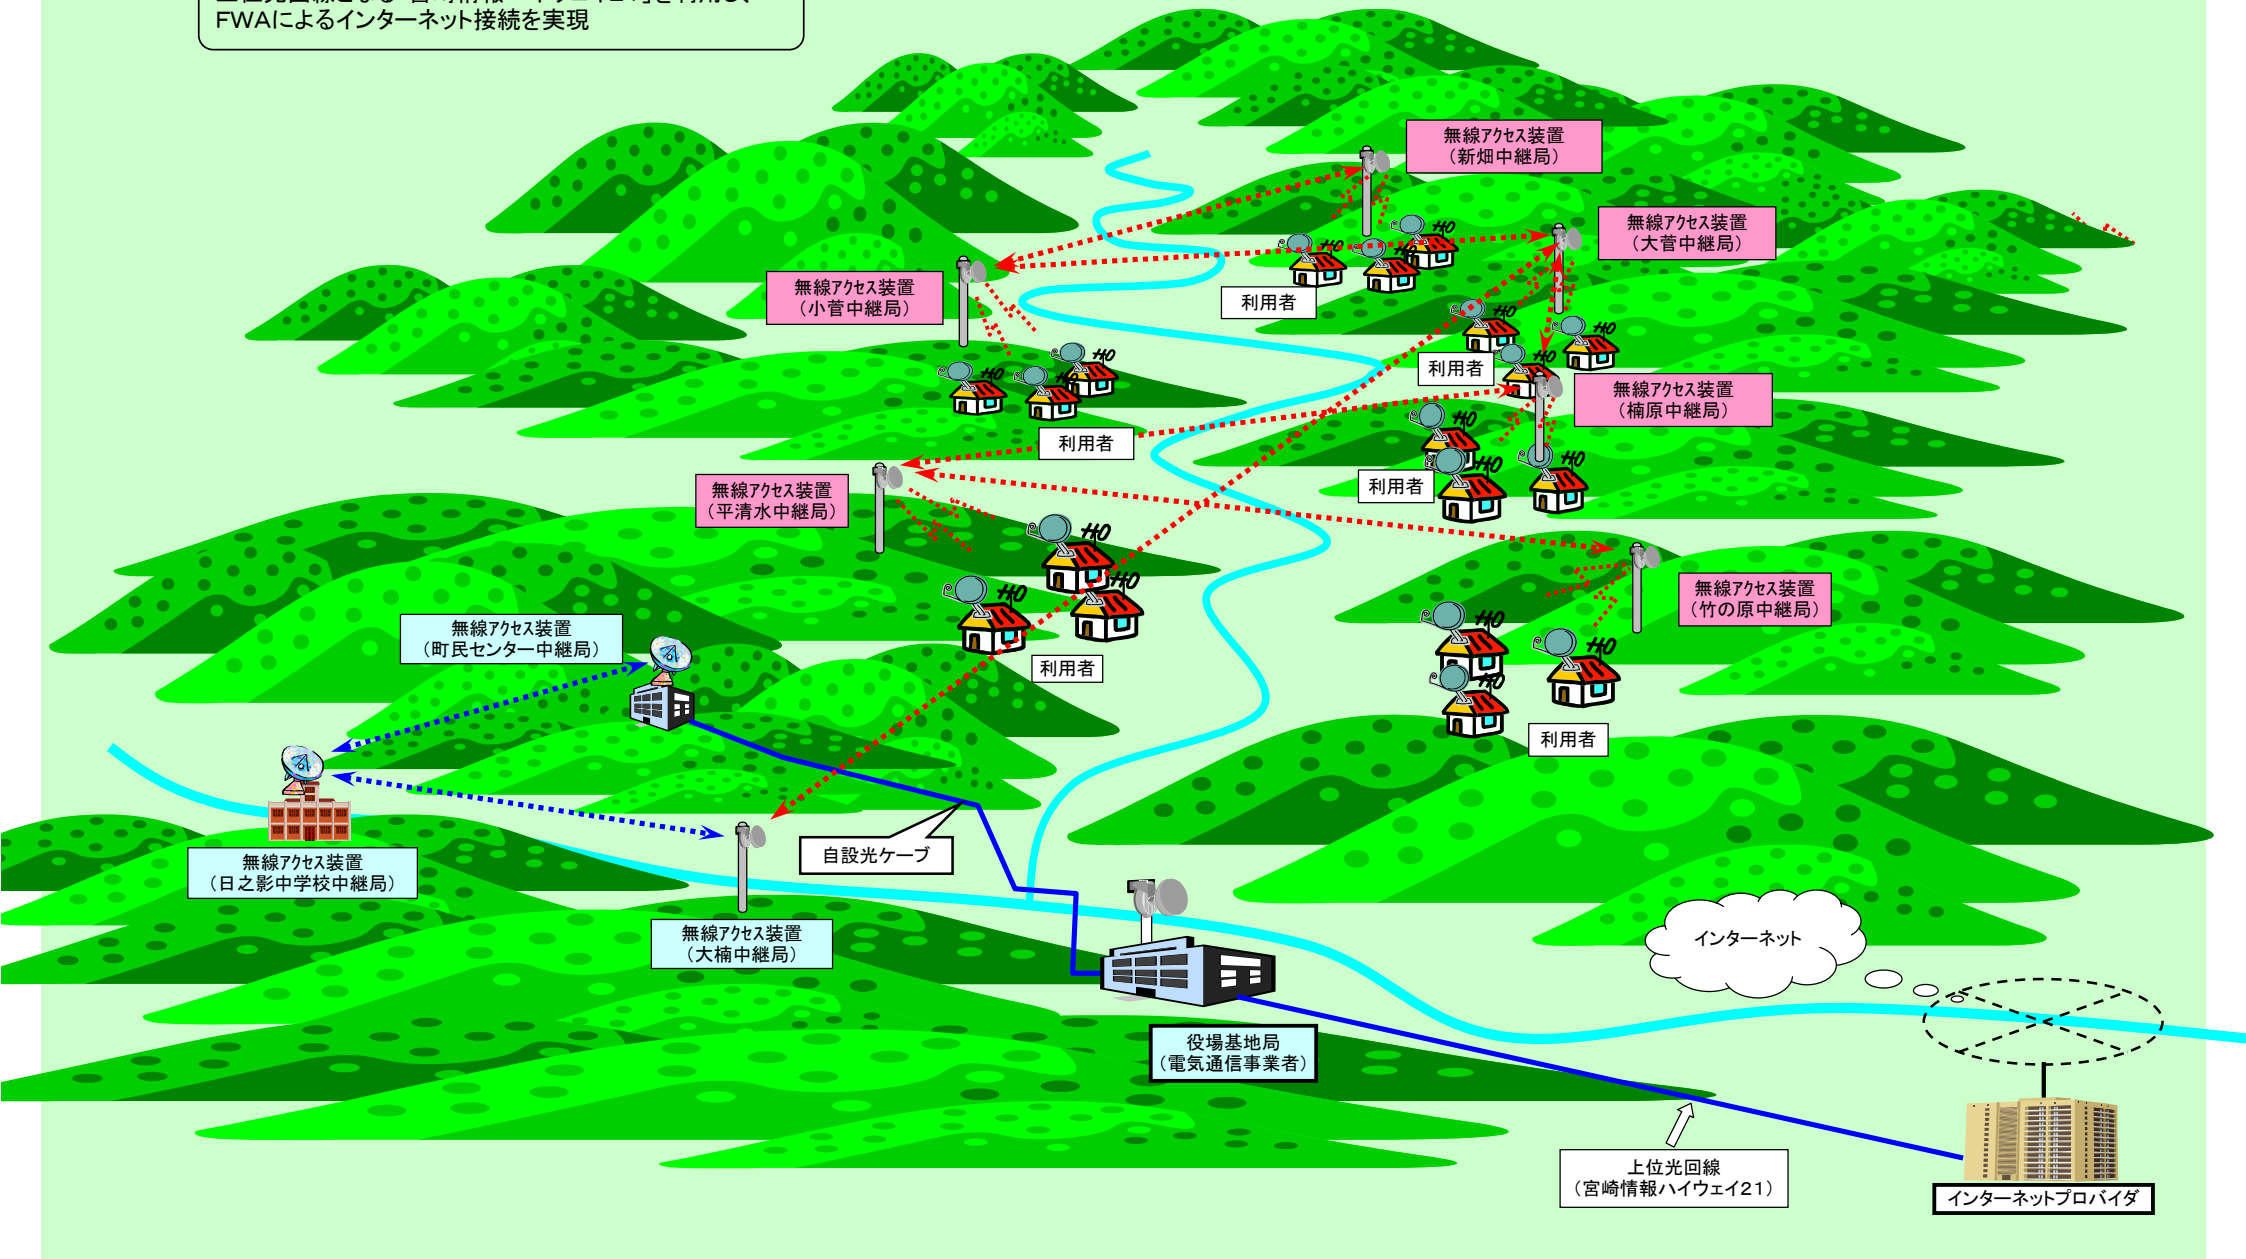 FWAによるインターネット接続を実現
無線アクセス装置
（新畑中継局）
無線アクセス装置
（大菅中継局）
無線アクセス装置
（小菅中継局）
利用者
利用者
無線アクセス装置
（楠原中継局）
利用者
利用者
無線アクセス装置
（平清水中継局）
無線アクセス装置
（竹の原中継局）
無線アクセス装置
（町民センター中継局）
利用者
利用者
自設光ケーブ
無線アクセス装置
（日之影中学校中継局）
無線アクセス装置
（大楠中継局）
インターネット
役場基地局
（電気通信事業者）
上位光回線
（宮崎情報ハイウェイ21）
インターネットプロバイダ